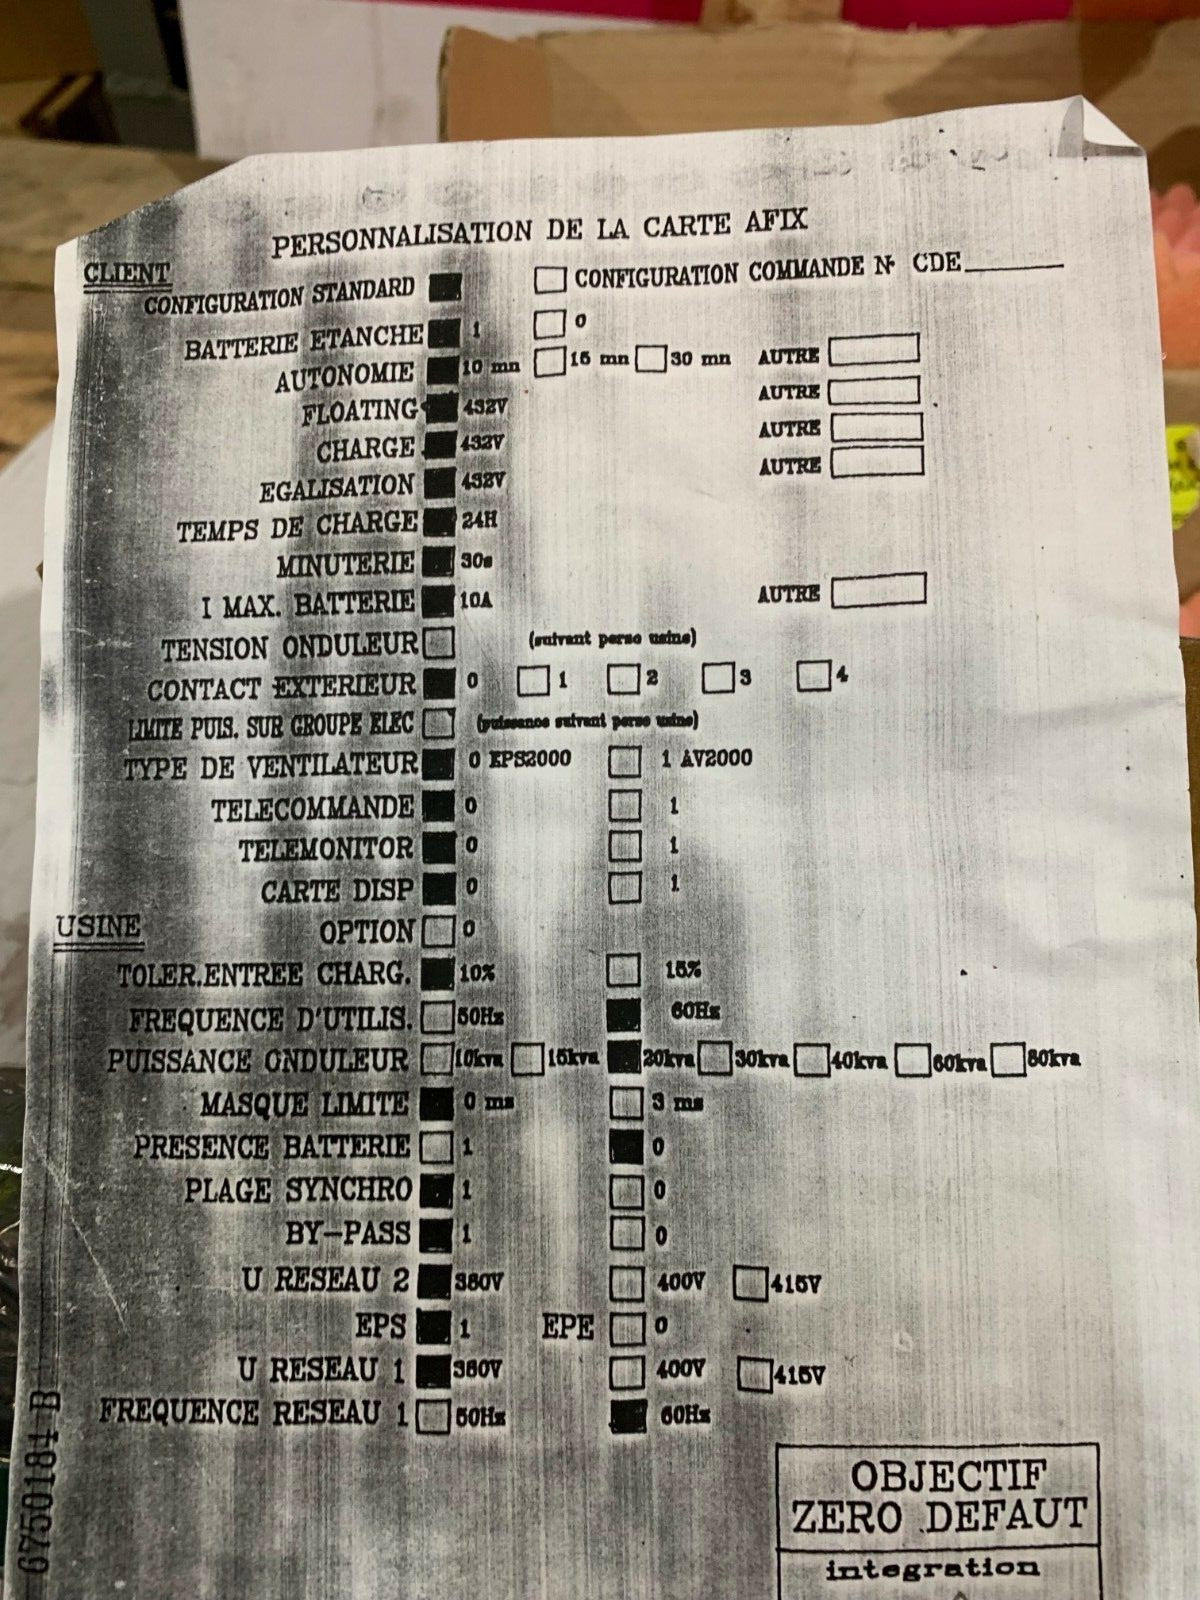 PERSONNALISATION DE LA CARTE AFIX
CLIENT
CONFIGURATION STANDARD CONFIGURATION COMMANDE N· CDE
BATTERIE ETANCHE 1 0
AUTONOMIE 10 mn 15 mn 30 mn AUTRE
FLOATING 432V AUTRE
CHARGE 432V AUTRE
EGALISATION 432V AUTRE
TEMPS DE CHARGE 24H
MINUTERIE 30s
I MAX. BATTERIE 10A AUTRE
TENSION ONDULEUR (suivant perso usine)
CONTACT EXTERIEUR 0 1 2 3 4
LIMITE PUIS. SUR GROUPE ELEC (puissance suivant perso usine)
TYPE DE VENTILATEUR 0 EPS2000 1 AV2000
TELECOMMANDE 0 1
TELEMONITOR 0 1
CARTE DISP 0 1
USINE
OPTION 0
TOLER.ENTREE CHARG. 10% 15%
FREQUENCE D'UTILIS. 50Hz 60Hz
PUISSANCE ONDULEUR 10kva 15kva 20kva 30kva 40kva 60kva 80kva
MASQUE LIMITE 0 ms 3 ms
PRESENCE BATTERIE 1 0
PLAGE SYNCHRO 1 0
BY-PASS 1 0
U RESEAU 2 380V 400V 415V
EPS 1 EPE 0
U RESEAU 1 380V 400V 415V
FREQUENCE RESEAU 1 50Hz 60Hz
6750184 B
OBJECTIF
ZERO DEFAUT
integration